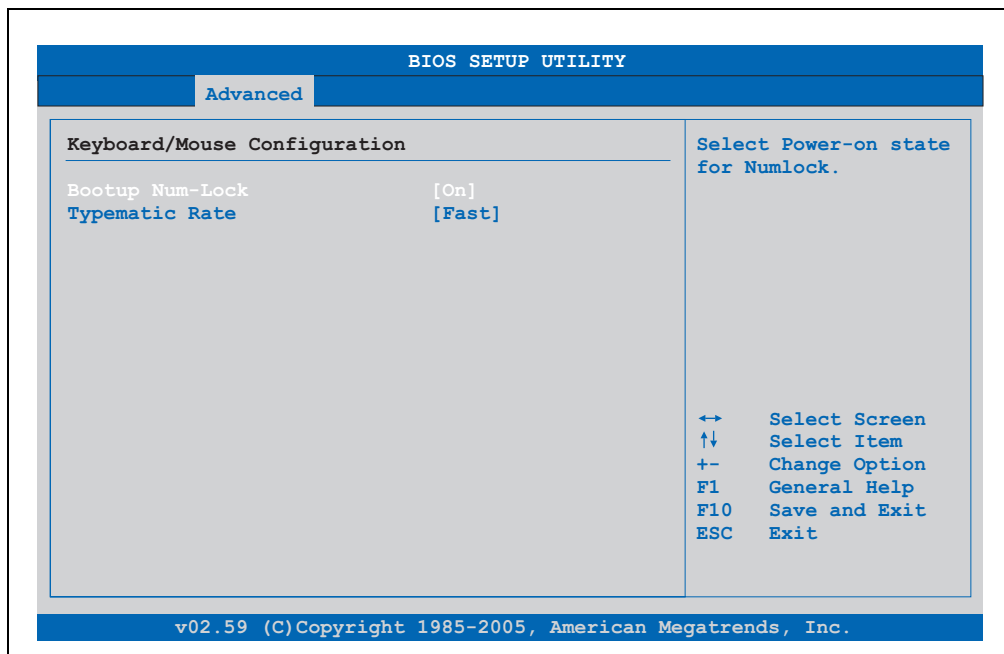 BIOS SETUP UTILITY
Advanced
Keyboard/Mouse Configuration
Bootup Num-Lock [On]
Typematic Rate [Fast]
Select Power-on state
for Numlock.
↔ Select Screen
↑↓ Select Item
+- Change Option
F1 General Help
F10 Save and Exit
ESC Exit
v02.59 (C)Copyright 1985-2005, American Megatrends, Inc.